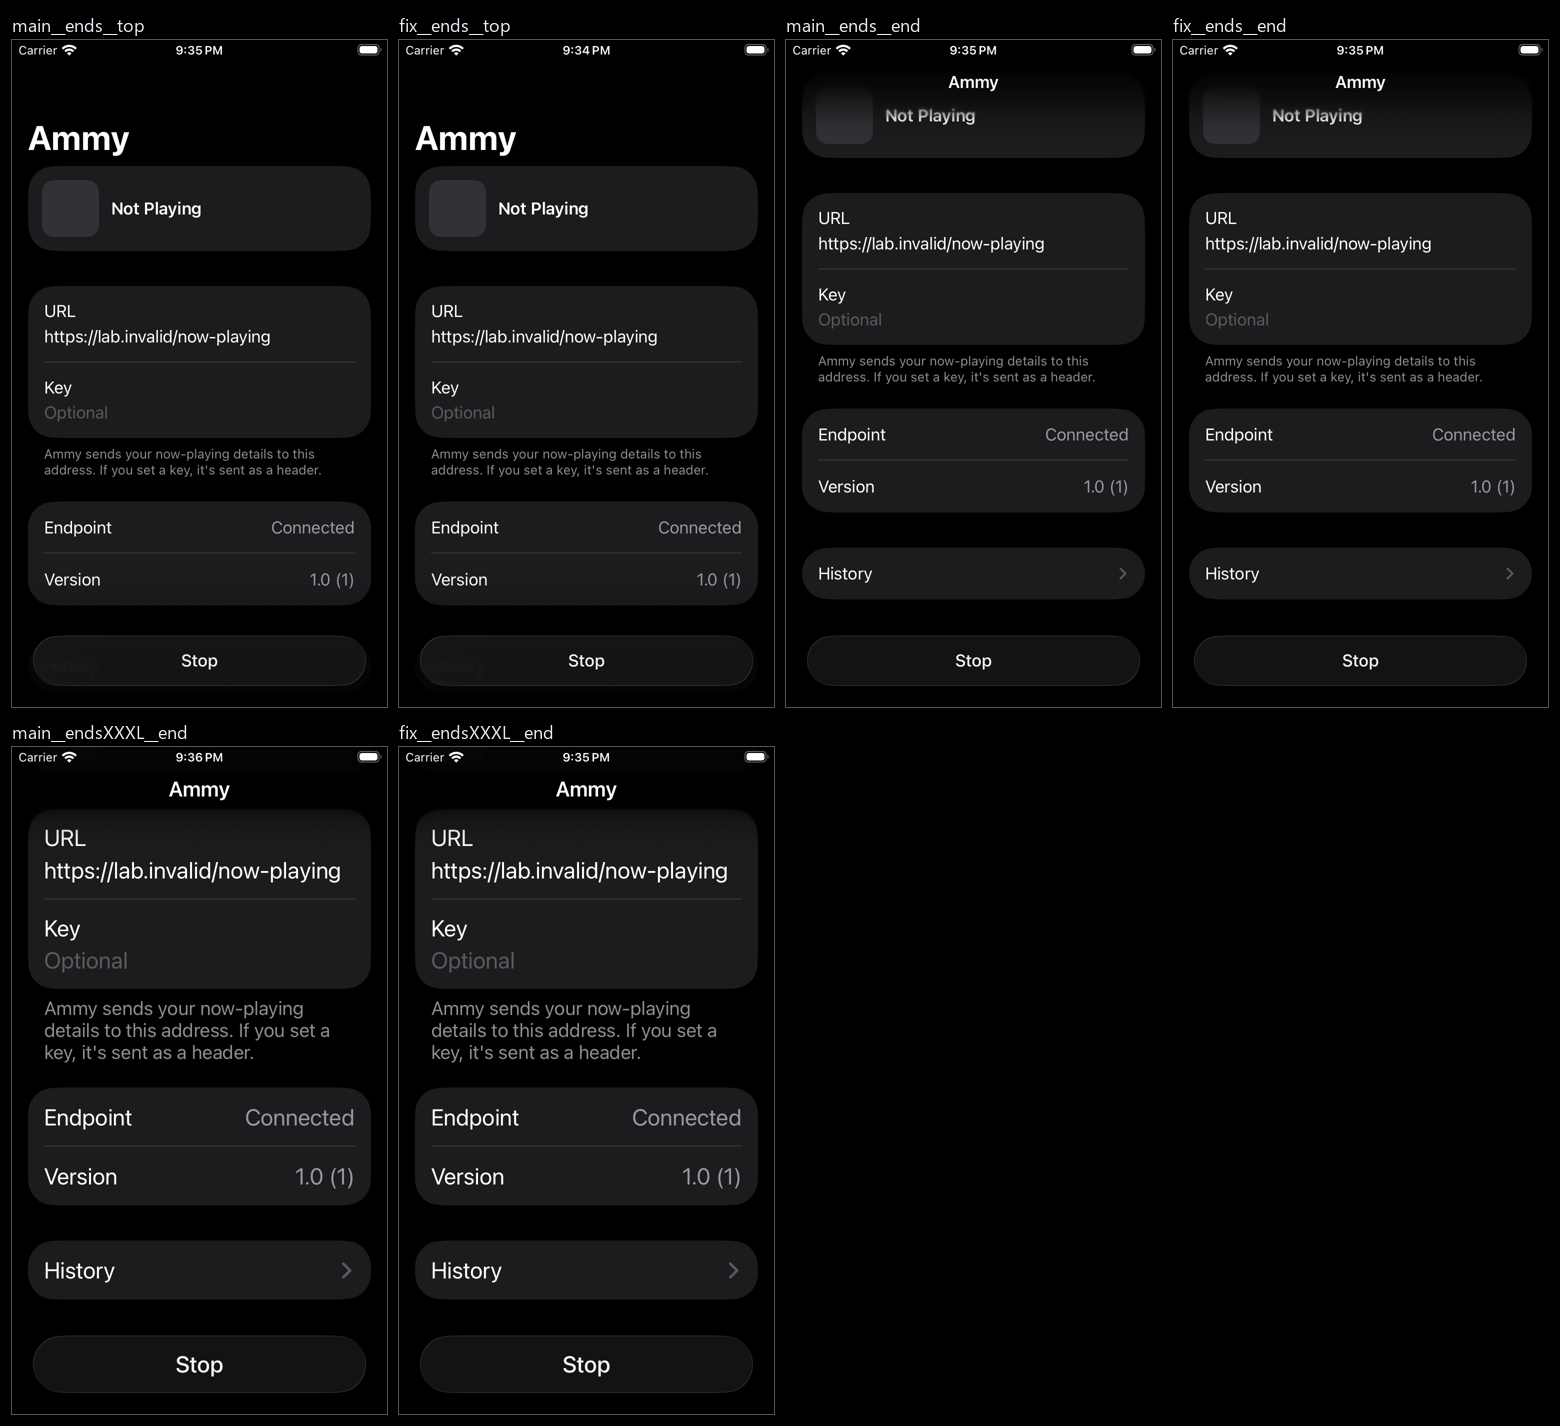 main__ends__top
Carrier 9:35 PM
Ammy
Not Playing
URL
https://lab.invalid/now-playing
Key
Optional
Ammy sends your now-playing details to this
address. If you set a key, it's sent as a header.
Endpoint Connected
Version 1.0 (1)
Stop
fix__ends__top
Carrier 9:34 PM
Ammy
Not Playing
URL
https://lab.invalid/now-playing
Key
Optional
Ammy sends your now-playing details to this
address. If you set a key, it's sent as a header.
Endpoint Connected
Version 1.0 (1)
Stop
main__ends__end
Carrier 9:35 PM
Ammy
Not Playing
URL
https://lab.invalid/now-playing
Key
Optional
Ammy sends your now-playing details to this
address. If you set a key, it's sent as a header.
Endpoint Connected
Version 1.0 (1)
History
Stop
fix__ends__end
Carrier 9:35 PM
Ammy
Not Playing
URL
https://lab.invalid/now-playing
Key
Optional
Ammy sends your now-playing details to this
address. If you set a key, it's sent as a header.
Endpoint Connected
Version 1.0 (1)
History
Stop
main__endsXXXL__end
Carrier 9:36 PM
Ammy
URL
https://lab.invalid/now-playing
Key
Optional
Ammy sends your now-playing
details to this address. If you set a
key, it's sent as a header.
Endpoint Connected
Version 1.0 (1)
History
Stop
fix__endsXXXL__end
Carrier 9:35 PM
Ammy
URL
https://lab.invalid/now-playing
Key
Optional
Ammy sends your now-playing
details to this address. If you set a
key, it's sent as a header.
Endpoint Connected
Version 1.0 (1)
History
Stop